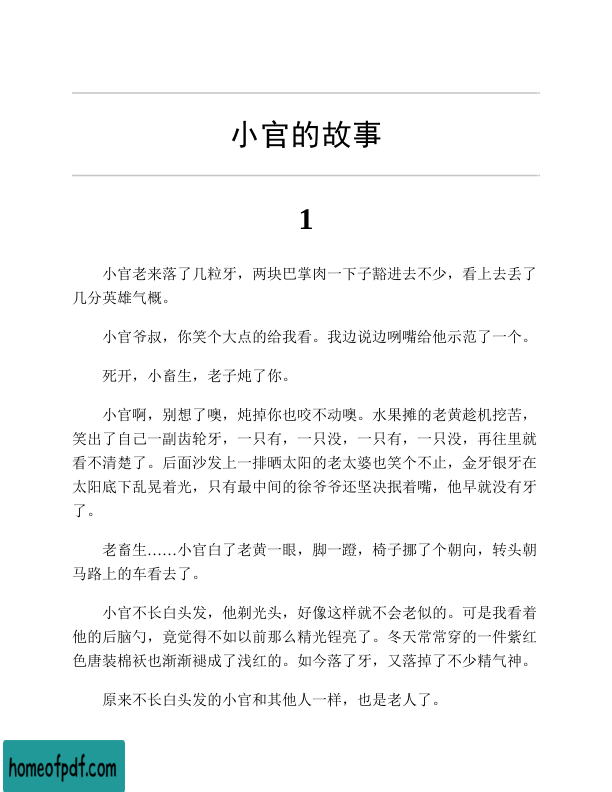 小官的故事
1
小官老来落了几粒牙，两块巴掌肉一下子豁进去不少，看上去丢了
几分英雄气概。
小官爷叔，你笑个大点的给我看。我边说边咧嘴给他示范了一个。
死开，小畜生，老子炖了你。
小官啊，别想了噢，炖掉你也咬不动噢。水果摊的老黄趁机挖苦，
笑出了自己一副齿轮牙，一只有，一只没，一只有，一只没，再往里就
看不清楚了。后面沙发上一排晒太阳的老太婆也笑个不止，金牙银牙在
太阳底下乱晃着光，只有最中间的徐爷爷还坚决抿着嘴，他早就没有牙
了。
老畜生……小官白了老黄一眼，脚一蹬，椅子挪了个朝向，转头朝
马路上的车看去了。
小官不长白头发，他剃光头，好像这样就不会老似的。可是我看着
他的后脑勺，竟觉得不如以前那么精光锃亮了。冬天常常穿的一件紫红
色唐装棉袄也渐渐褪成了浅红的。如今落了牙，又落掉了不少精气神。
原来不长白头发的小官和其他人一样，也是老人了。
homeofpdf.com